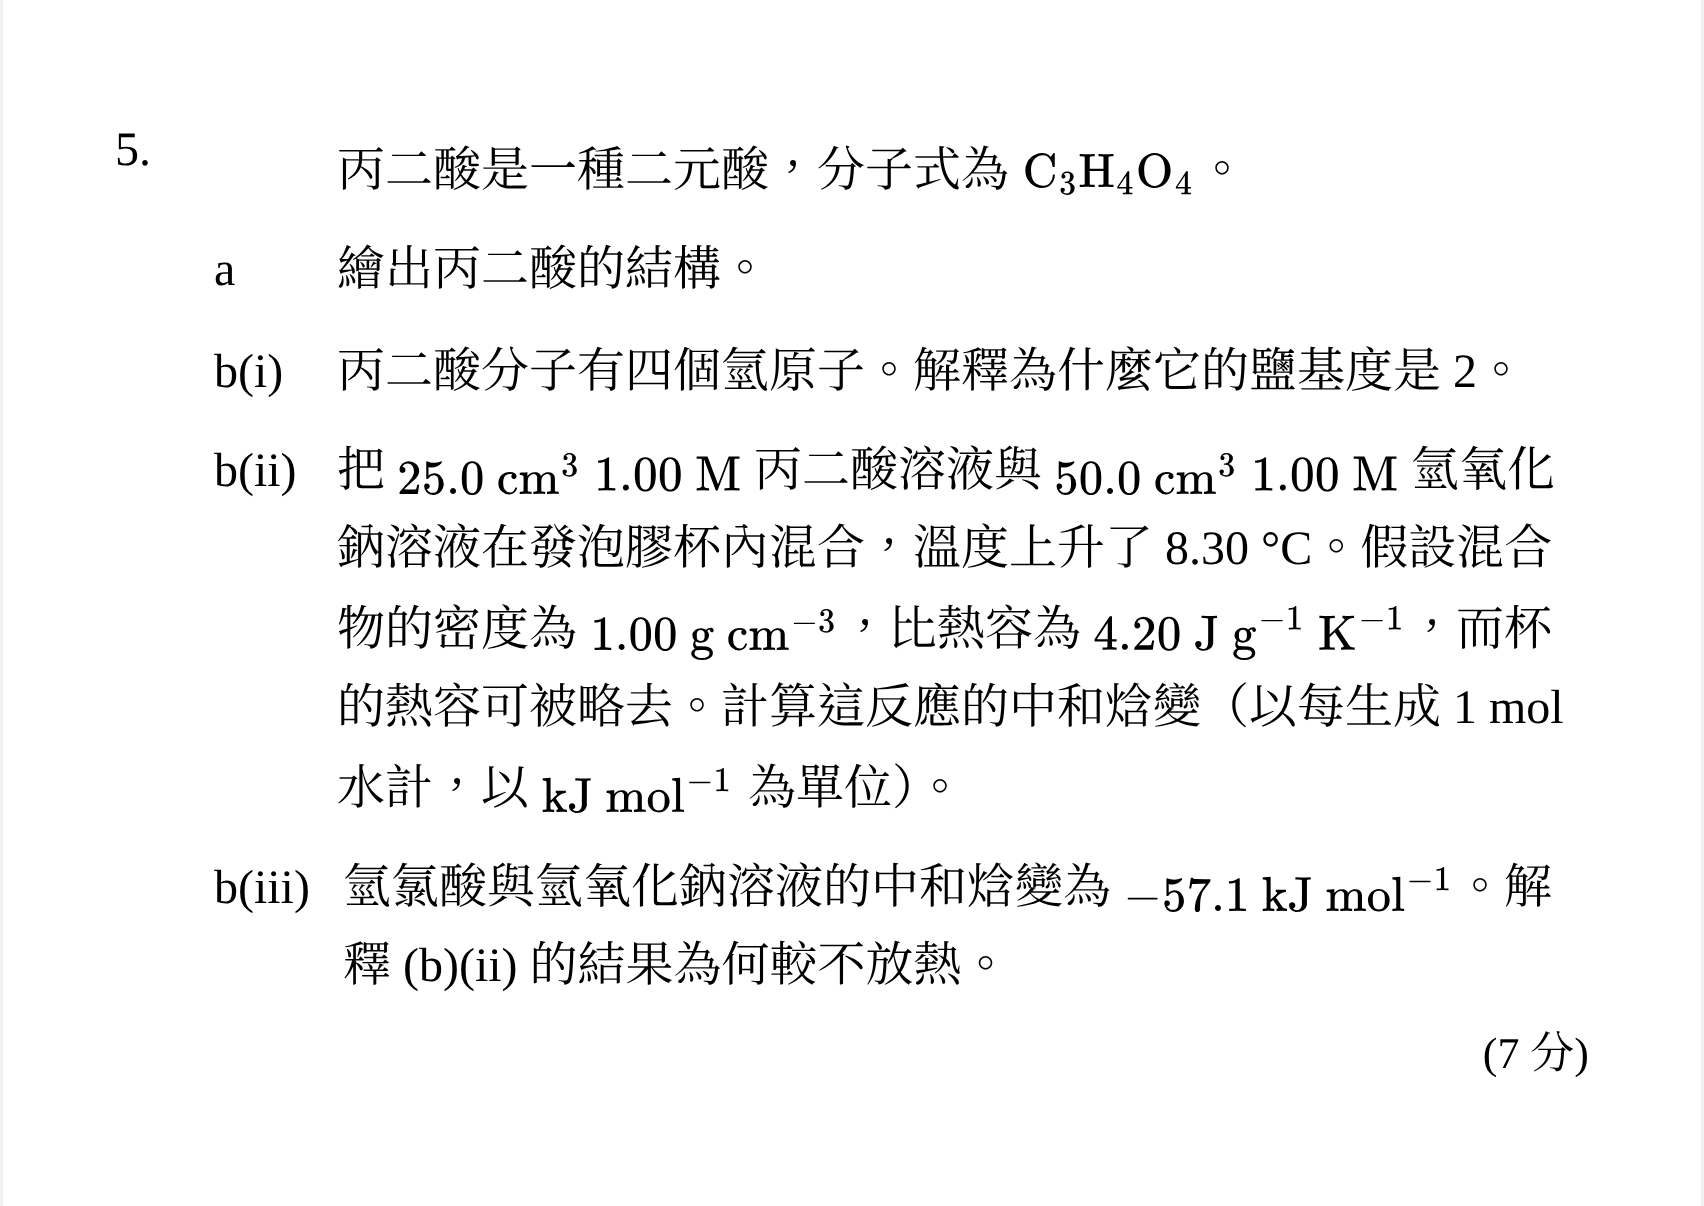 5. 丙二酸是一種二元酸，分子式為 C₃H₄O₄。
a 繪出丙二酸的結構。
b(i) 丙二酸分子有四個氫原子。解釋為什麼它的鹽基度是 2。
b(ii) 把 25.0 cm³ 1.00 M 丙二酸溶液與 50.0 cm³ 1.00 M 氫氧化
鈉溶液在發泡膠杯內混合，溫度上升了 8.30 °C。假設混合
物的密度為 1.00 g cm⁻³，比熱容為 4.20 J g⁻¹ K⁻¹，而杯
的熱容可被略去。計算這反應的中和焓變（以每生成 1 mol
水計，以 kJ mol⁻¹ 為單位）。
b(iii) 氫氯酸與氫氧化鈉溶液的中和焓變為 −57.1 kJ mol⁻¹。解
釋 (b)(ii) 的結果為何較不放熱。
(7 分)